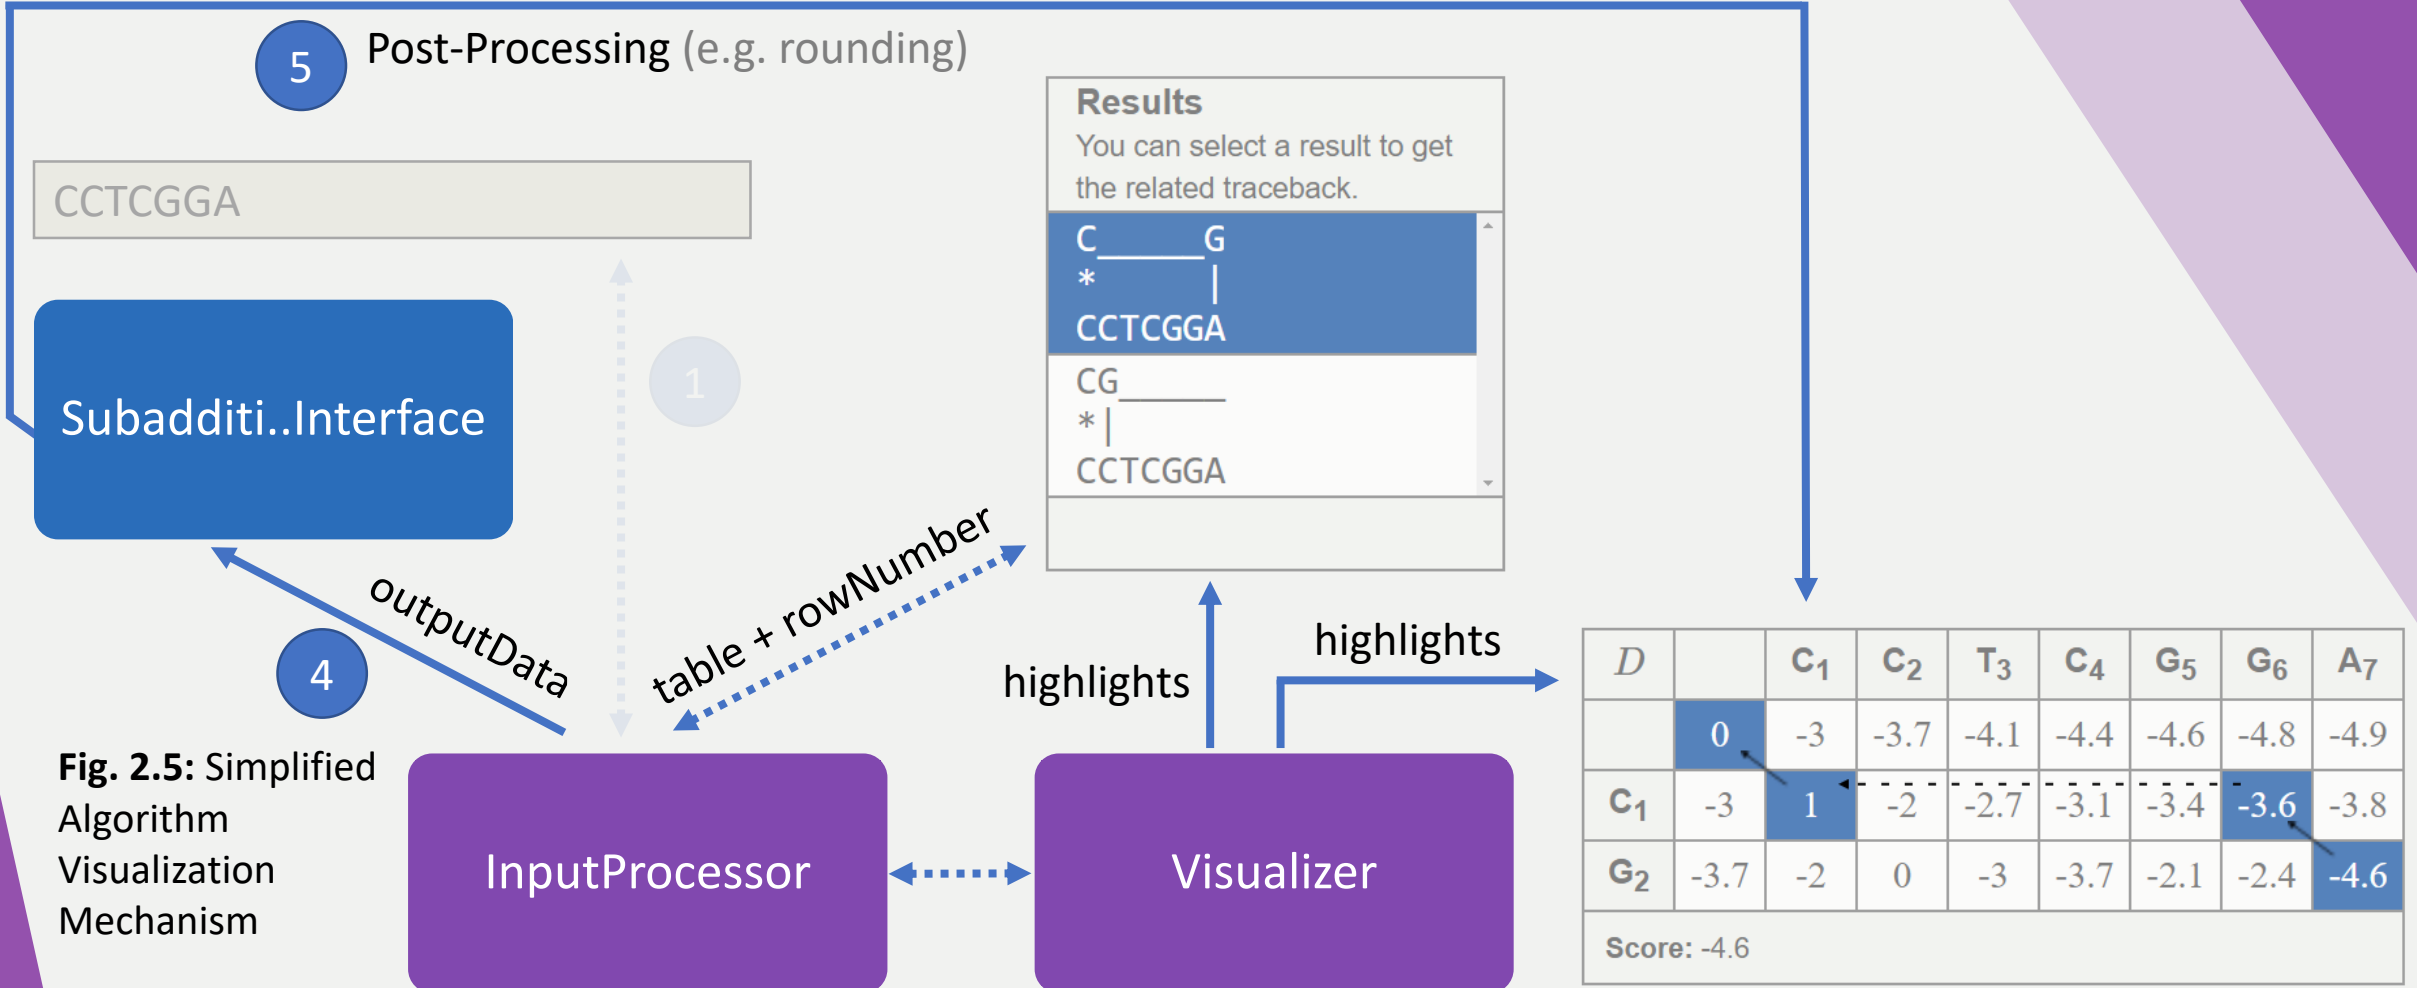 5
Post-Processing (e.g. rounding)
CCTCGGA
Subadditi..Interface
1
Results
You can select a result to get
the related traceback.
C_____G
*     |
CCTCGGA
CG_____
*|
CCTCGGA
outputData
4
table + rowNumber
highlights
highlights
Fig. 2.5: Simplified
Algorithm
Visualization
Mechanism
InputProcessor
Visualizer
D C1 C2 T3 C4 G5 G6 A7
0 -3 -3.7 -4.1 -4.4 -4.6 -4.8 -4.9
C1 -3 1 -2 -2.7 -3.1 -3.4 -3.6 -3.8
G2 -3.7 -2 0 -3 -3.7 -2.1 -2.4 -4.6
Score: -4.6